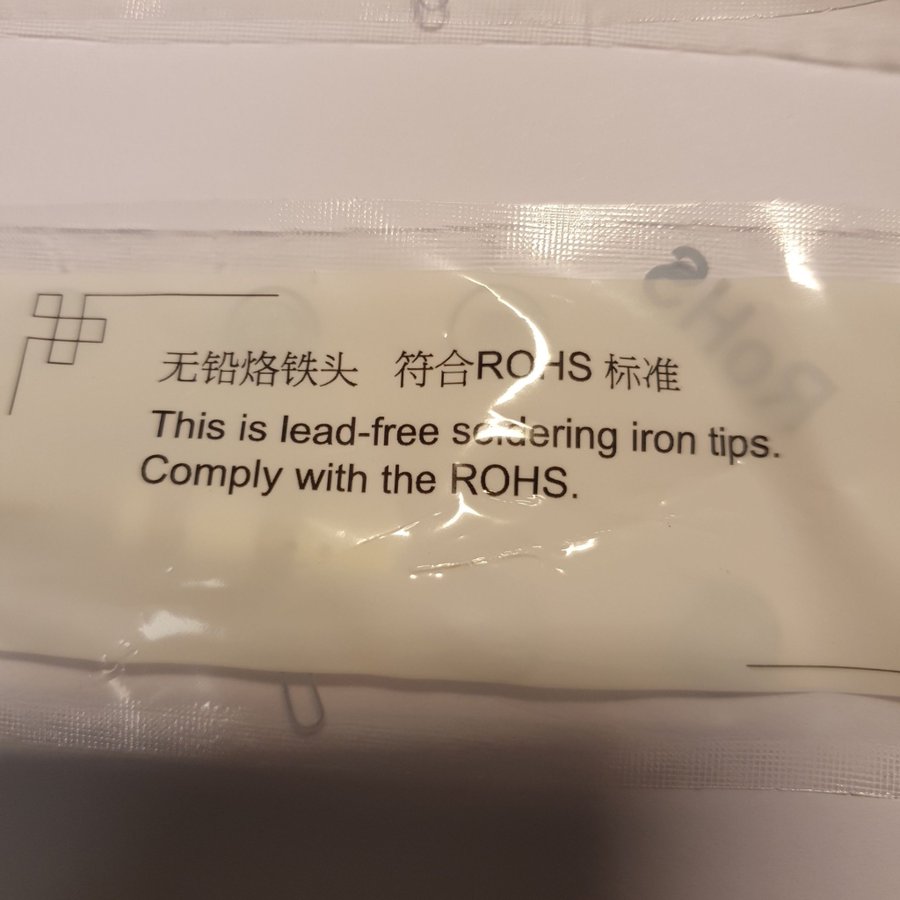 无铅烙铁头 符合ROHS 标准
This is lead-free soldering iron tips.
Comply with the ROHS.
RoHS